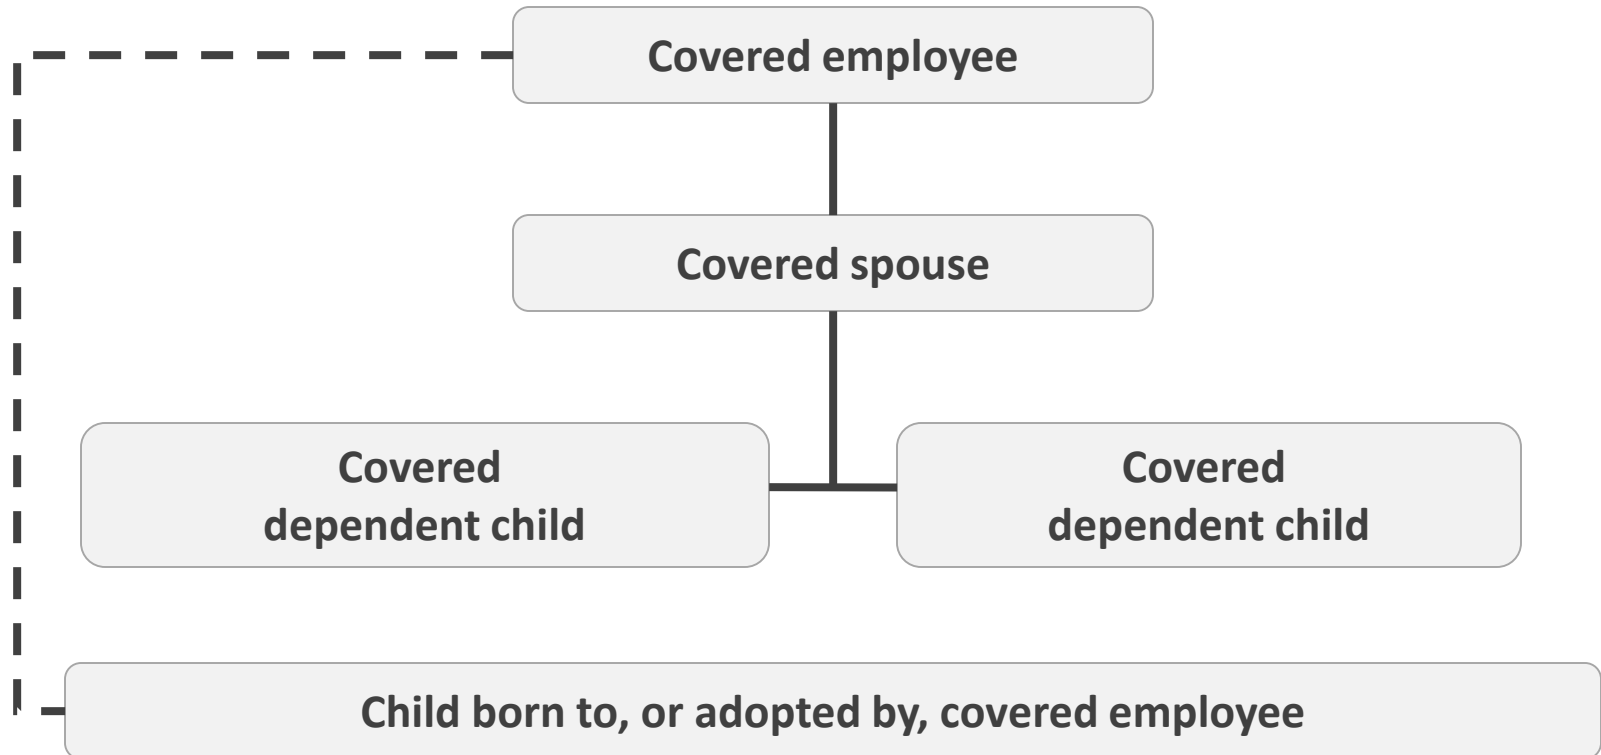 Covered employee
Covered spouse
Covered
dependent child
Covered
dependent child
Child born to, or adopted by, covered employee